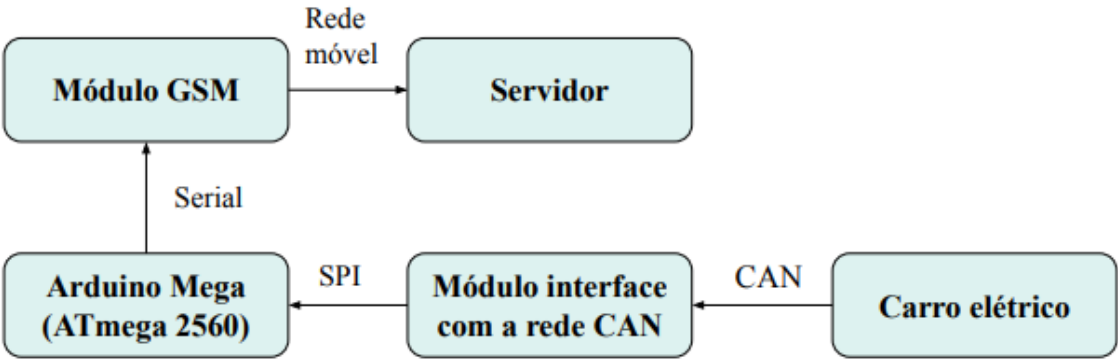 Rede
móvel
Módulo GSM
Servidor
Serial
Arduino Mega
(ATmega 2560)
SPI
Módulo interface
com a rede CAN
CAN
Carro elétrico